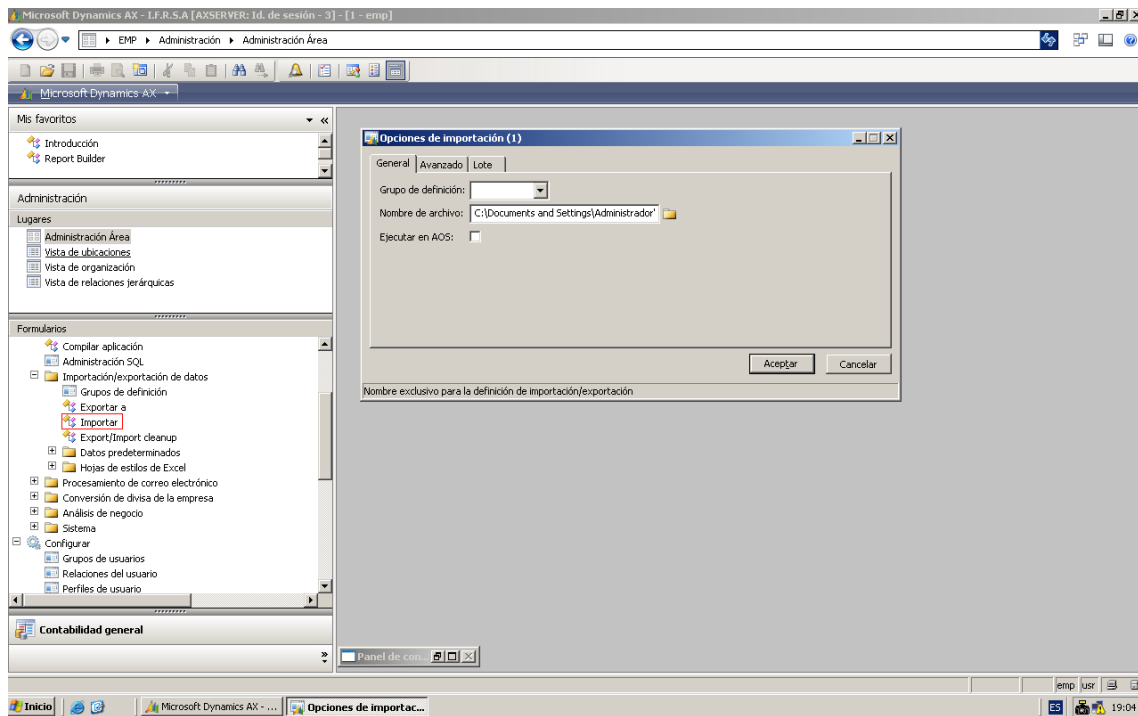 Microsoft Dynamics AX - I.F.R.S.A [AXSERVER: Id. de sesión - 3] - [1 - emp]
EMP Administración Administración Área
Microsoft Dynamics AX
Mis favoritos
Introducción
Report Builder
Administración
Lugares
Administración Área
Vista de ubicaciones
Vista de organización
Vista de relaciones jerárquicas
Formularios
Compilar aplicación
Administración SQL
Importación/exportación de datos
Grupos de definición
Exportar a
Importar
Export/Import cleanup
Datos predeterminados
Hojas de estilos de Excel
Procesamiento de correo electrónico
Conversión de divisa de la empresa
Análisis de negocio
Sistema
Configurar
Grupos de usuarios
Relaciones del usuario
Perfiles de usuario
Contabilidad general
Opciones de importación (1)
General Avanzado Lote
Grupo de definición:
Nombre de archivo: C:\Documents and Settings\Administrador'
Ejecutar en AOS:
Aceptar Cancelar
Nombre exclusivo para la definición de importación/exportación
Panel de con...
emp usr
Inicio Microsoft Dynamics AX - ... Opciones de importac... ES 19:04